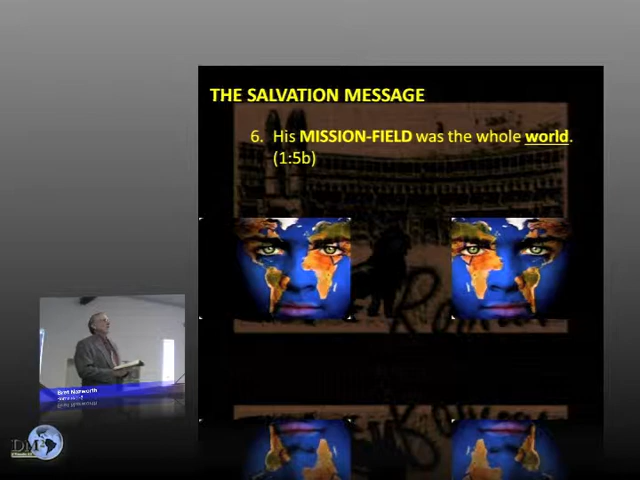 THE SALVATION MESSAGE
6. His MISSION-FIELD was the whole world.
(1:5b)